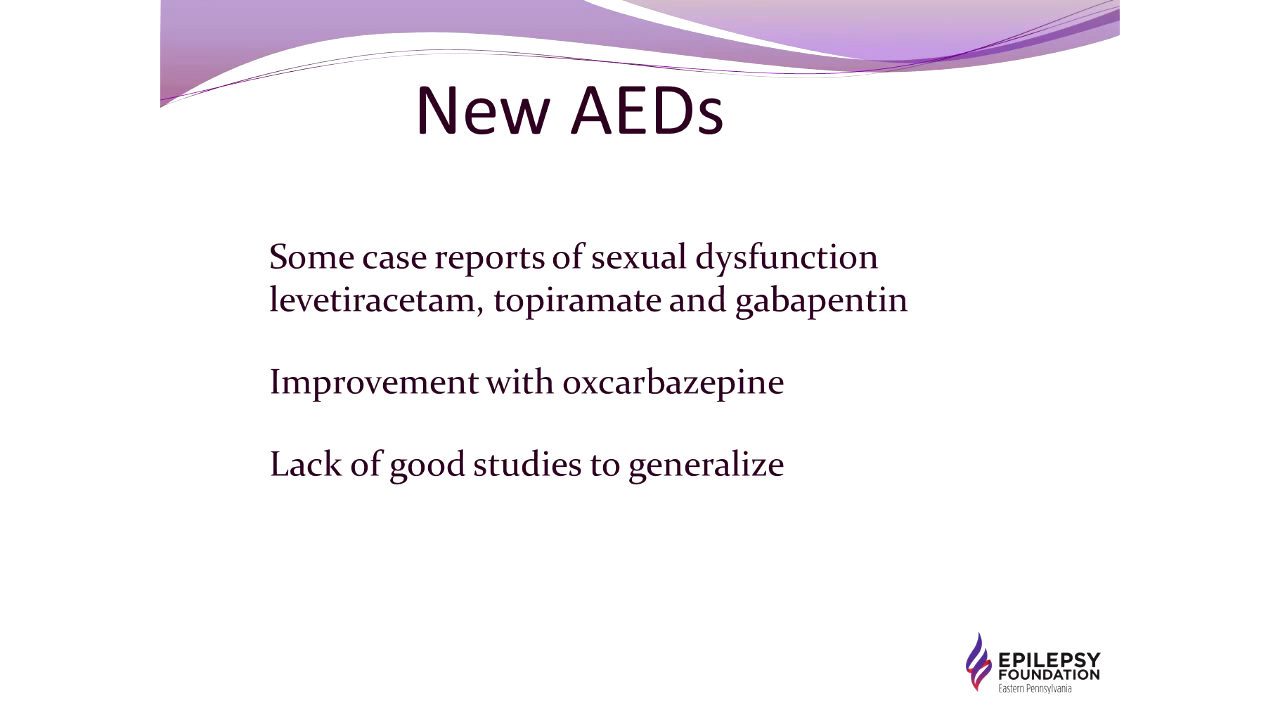 New AEDs
Some case reports of sexual dysfunction
levetiracetam, topiramate and gabapentin
Improvement with oxcarbazepine
Lack of good studies to generalize
EPILEPSY
FOUNDATION
Eastern Pennsylvania